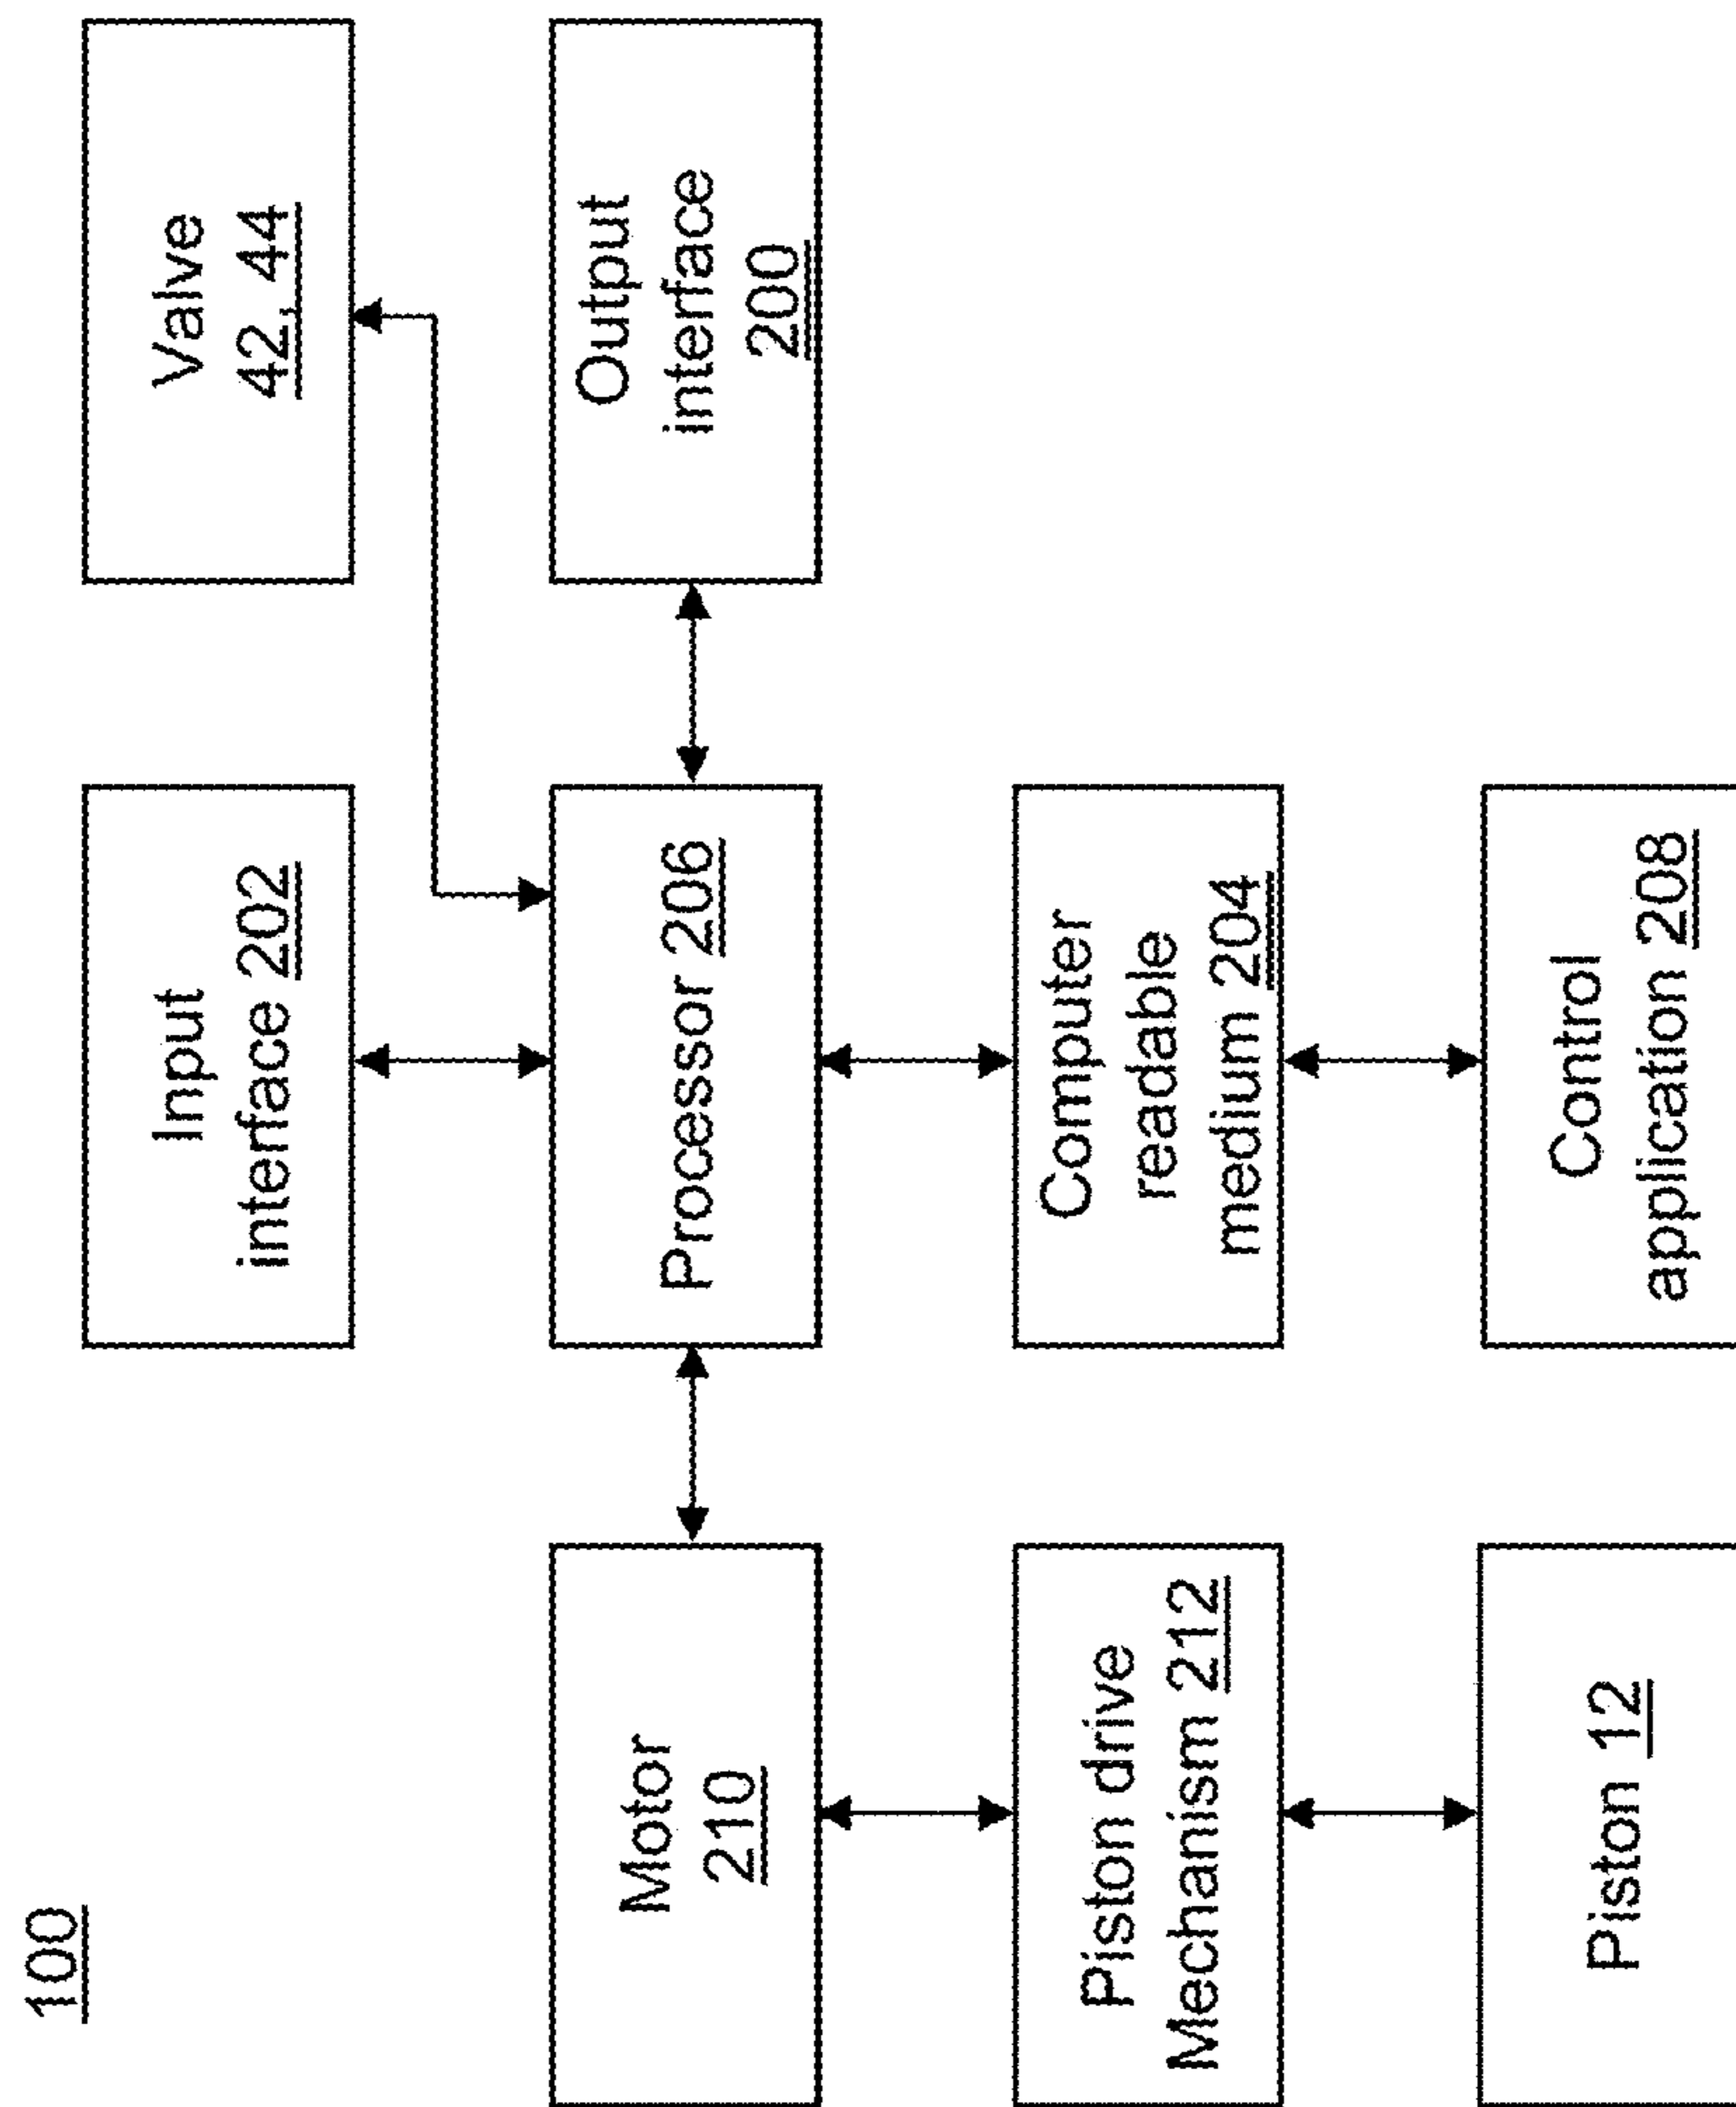 100
Input
interface 202
Valve
42, 44
Motor
210
Processor 206
Output
interface
200
Piston drive
Mechanism 212
Computer
readable
medium 204
Piston 12
Control
application 208